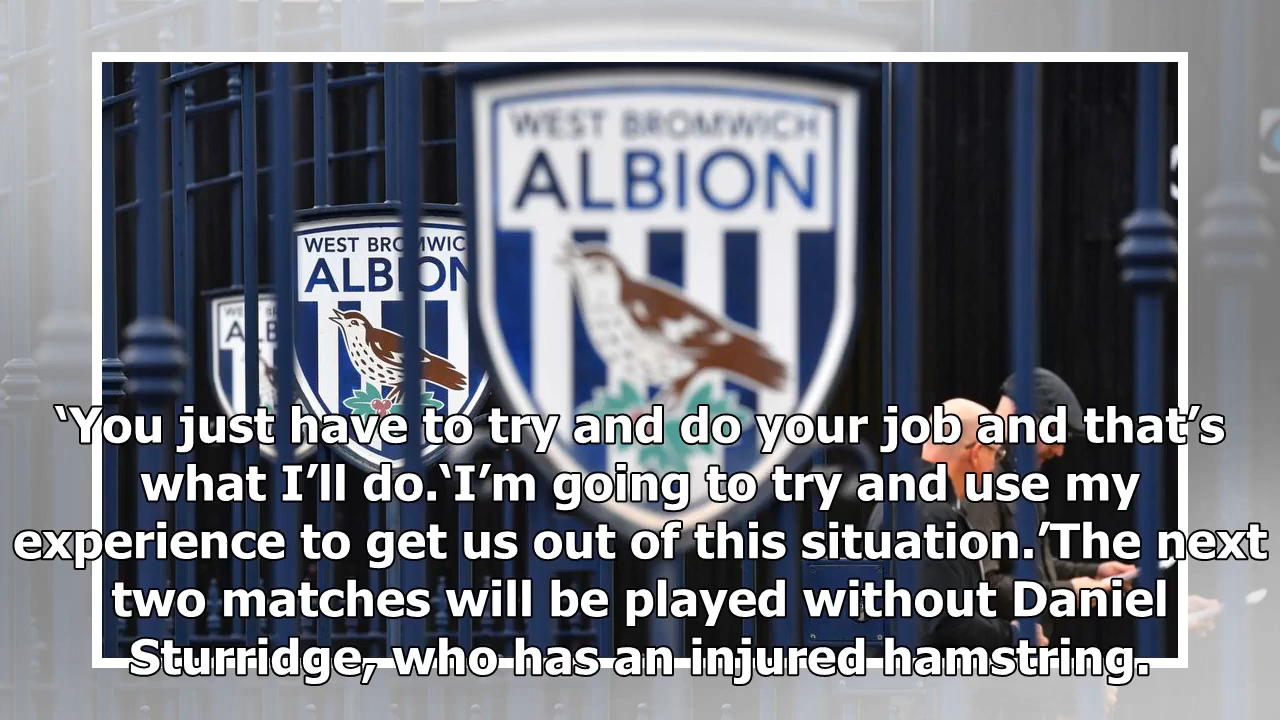 WEST BROMWICH
ALBION
WEST BROMWIC
ALBION
ALB
‘You just have to try and do your job and that’s
what I’ll do.‘I’m going to try and use my
experience to get us out of this situation.’The next
two matches will be played without Daniel
Sturridge, who has an injured hamstring.